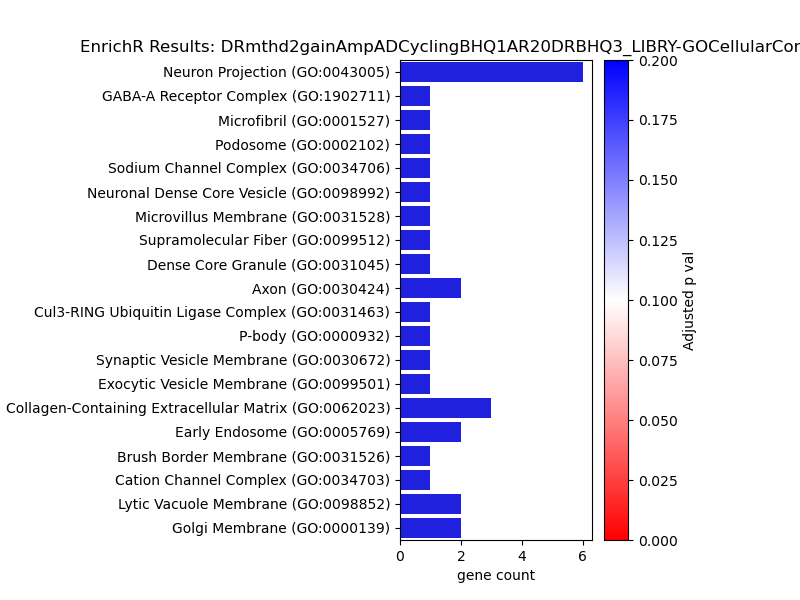 EnrichR Results: DRmthd2gainAmpADCyclingBHQ1AR20DRBHQ3_LIBRY-GOCellularCor
Neuron Projection (GO:0043005)
GABA-A Receptor Complex (GO:1902711)
Microfibril (GO:0001527)
Podosome (GO:0002102)
Sodium Channel Complex (GO:0034706)
Neuronal Dense Core Vesicle (GO:0098992)
Microvillus Membrane (GO:0031528)
Supramolecular Fiber (GO:0099512)
Dense Core Granule (GO:0031045)
Axon (GO:0030424)
Cul3-RING Ubiquitin Ligase Complex (GO:0031463)
P-body (GO:0000932)
Synaptic Vesicle Membrane (GO:0030672)
Exocytic Vesicle Membrane (GO:0099501)
Collagen-Containing Extracellular Matrix (GO:0062023)
Early Endosome (GO:0005769)
Brush Border Membrane (GO:0031526)
Cation Channel Complex (GO:0034703)
Lytic Vacuole Membrane (GO:0098852)
Golgi Membrane (GO:0000139)
0 2 4 6
gene count
0.200
0.175
0.150
0.125
0.100
0.075
0.050
0.025
0.000
Adjusted p val